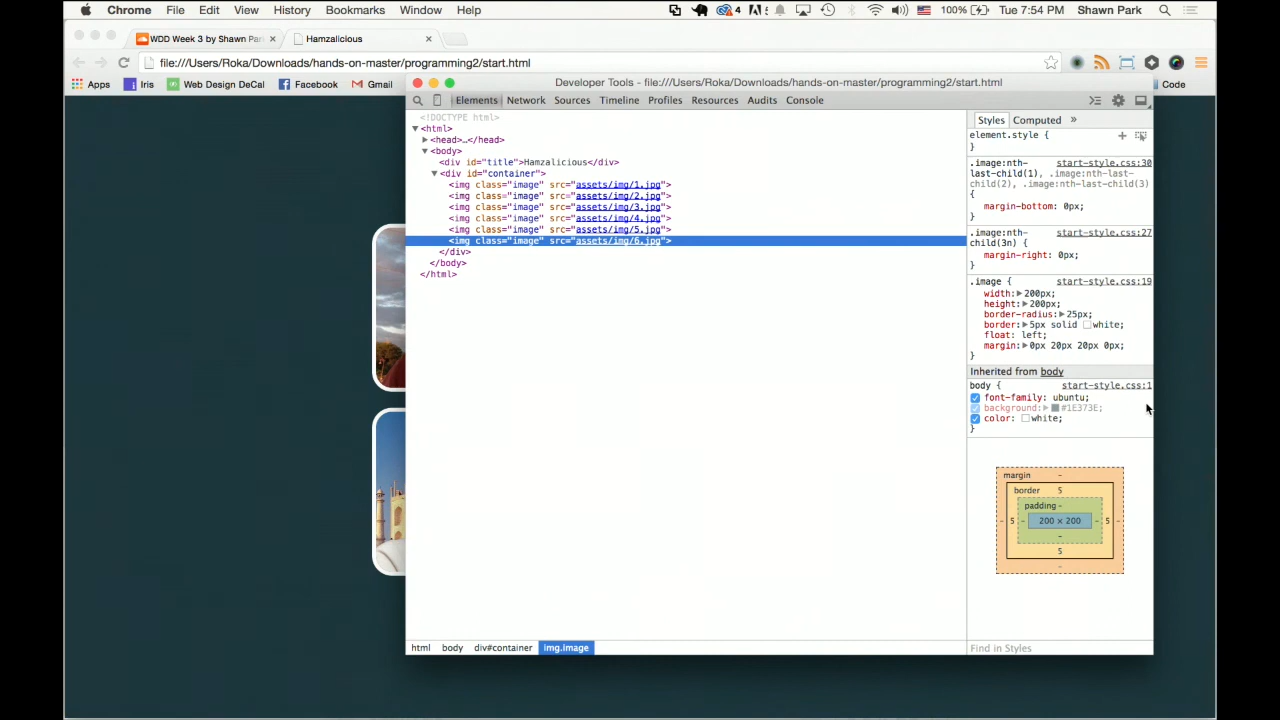 Chrome File Edit View History Bookmarks Window Help 4 5 100% Tue 7:54 PM Shawn Park
WDD Week 3 by Shawn Par × Hamzalicious ×
file:///Users/Roka/Downloads/hands-on-master/programming2/start.html
Apps Iris Web Design DeCal Facebook Gmail Code
Developer Tools - file:///Users/Roka/Downloads/hands-on-master/programming2/start.html
Elements Network Sources Timeline Profiles Resources Audits Console
<!DOCTYPE html>
<html>
<head>…</head>
<body>
<div id="title">Hamzalicious</div>
<div id="container">
<img class="image" src="assets/img/1.jpg">
<img class="image" src="assets/img/2.jpg">
<img class="image" src="assets/img/3.jpg">
<img class="image" src="assets/img/4.jpg">
<img class="image" src="assets/img/5.jpg">
<img class="image" src="assets/img/6.jpg">
</div>
</body>
</html>
Styles Computed »
element.style {
}
.image:nth- start-style.css:30
last-child(1), .image:nth-
last-child(2), .image:nth-last-child(3)
{
margin-bottom: 0px;
}
.image:nth- start-style.css:27
child(3n) {
margin-right: 0px;
}
.image { start-style.css:19
width: 200px;
height: 200px;
border-radius: 25px;
border: 5px solid white;
float: left;
margin: 0px 20px 20px 0px;
}
Inherited from body
body { start-style.css:1
font-family: ubuntu;
background: #1E373E;
color: white;
}
margin -
border 5
padding -
- 5 - 200 × 200 - 5 -
-
5
-
html body div#container img.image
Find in Styles